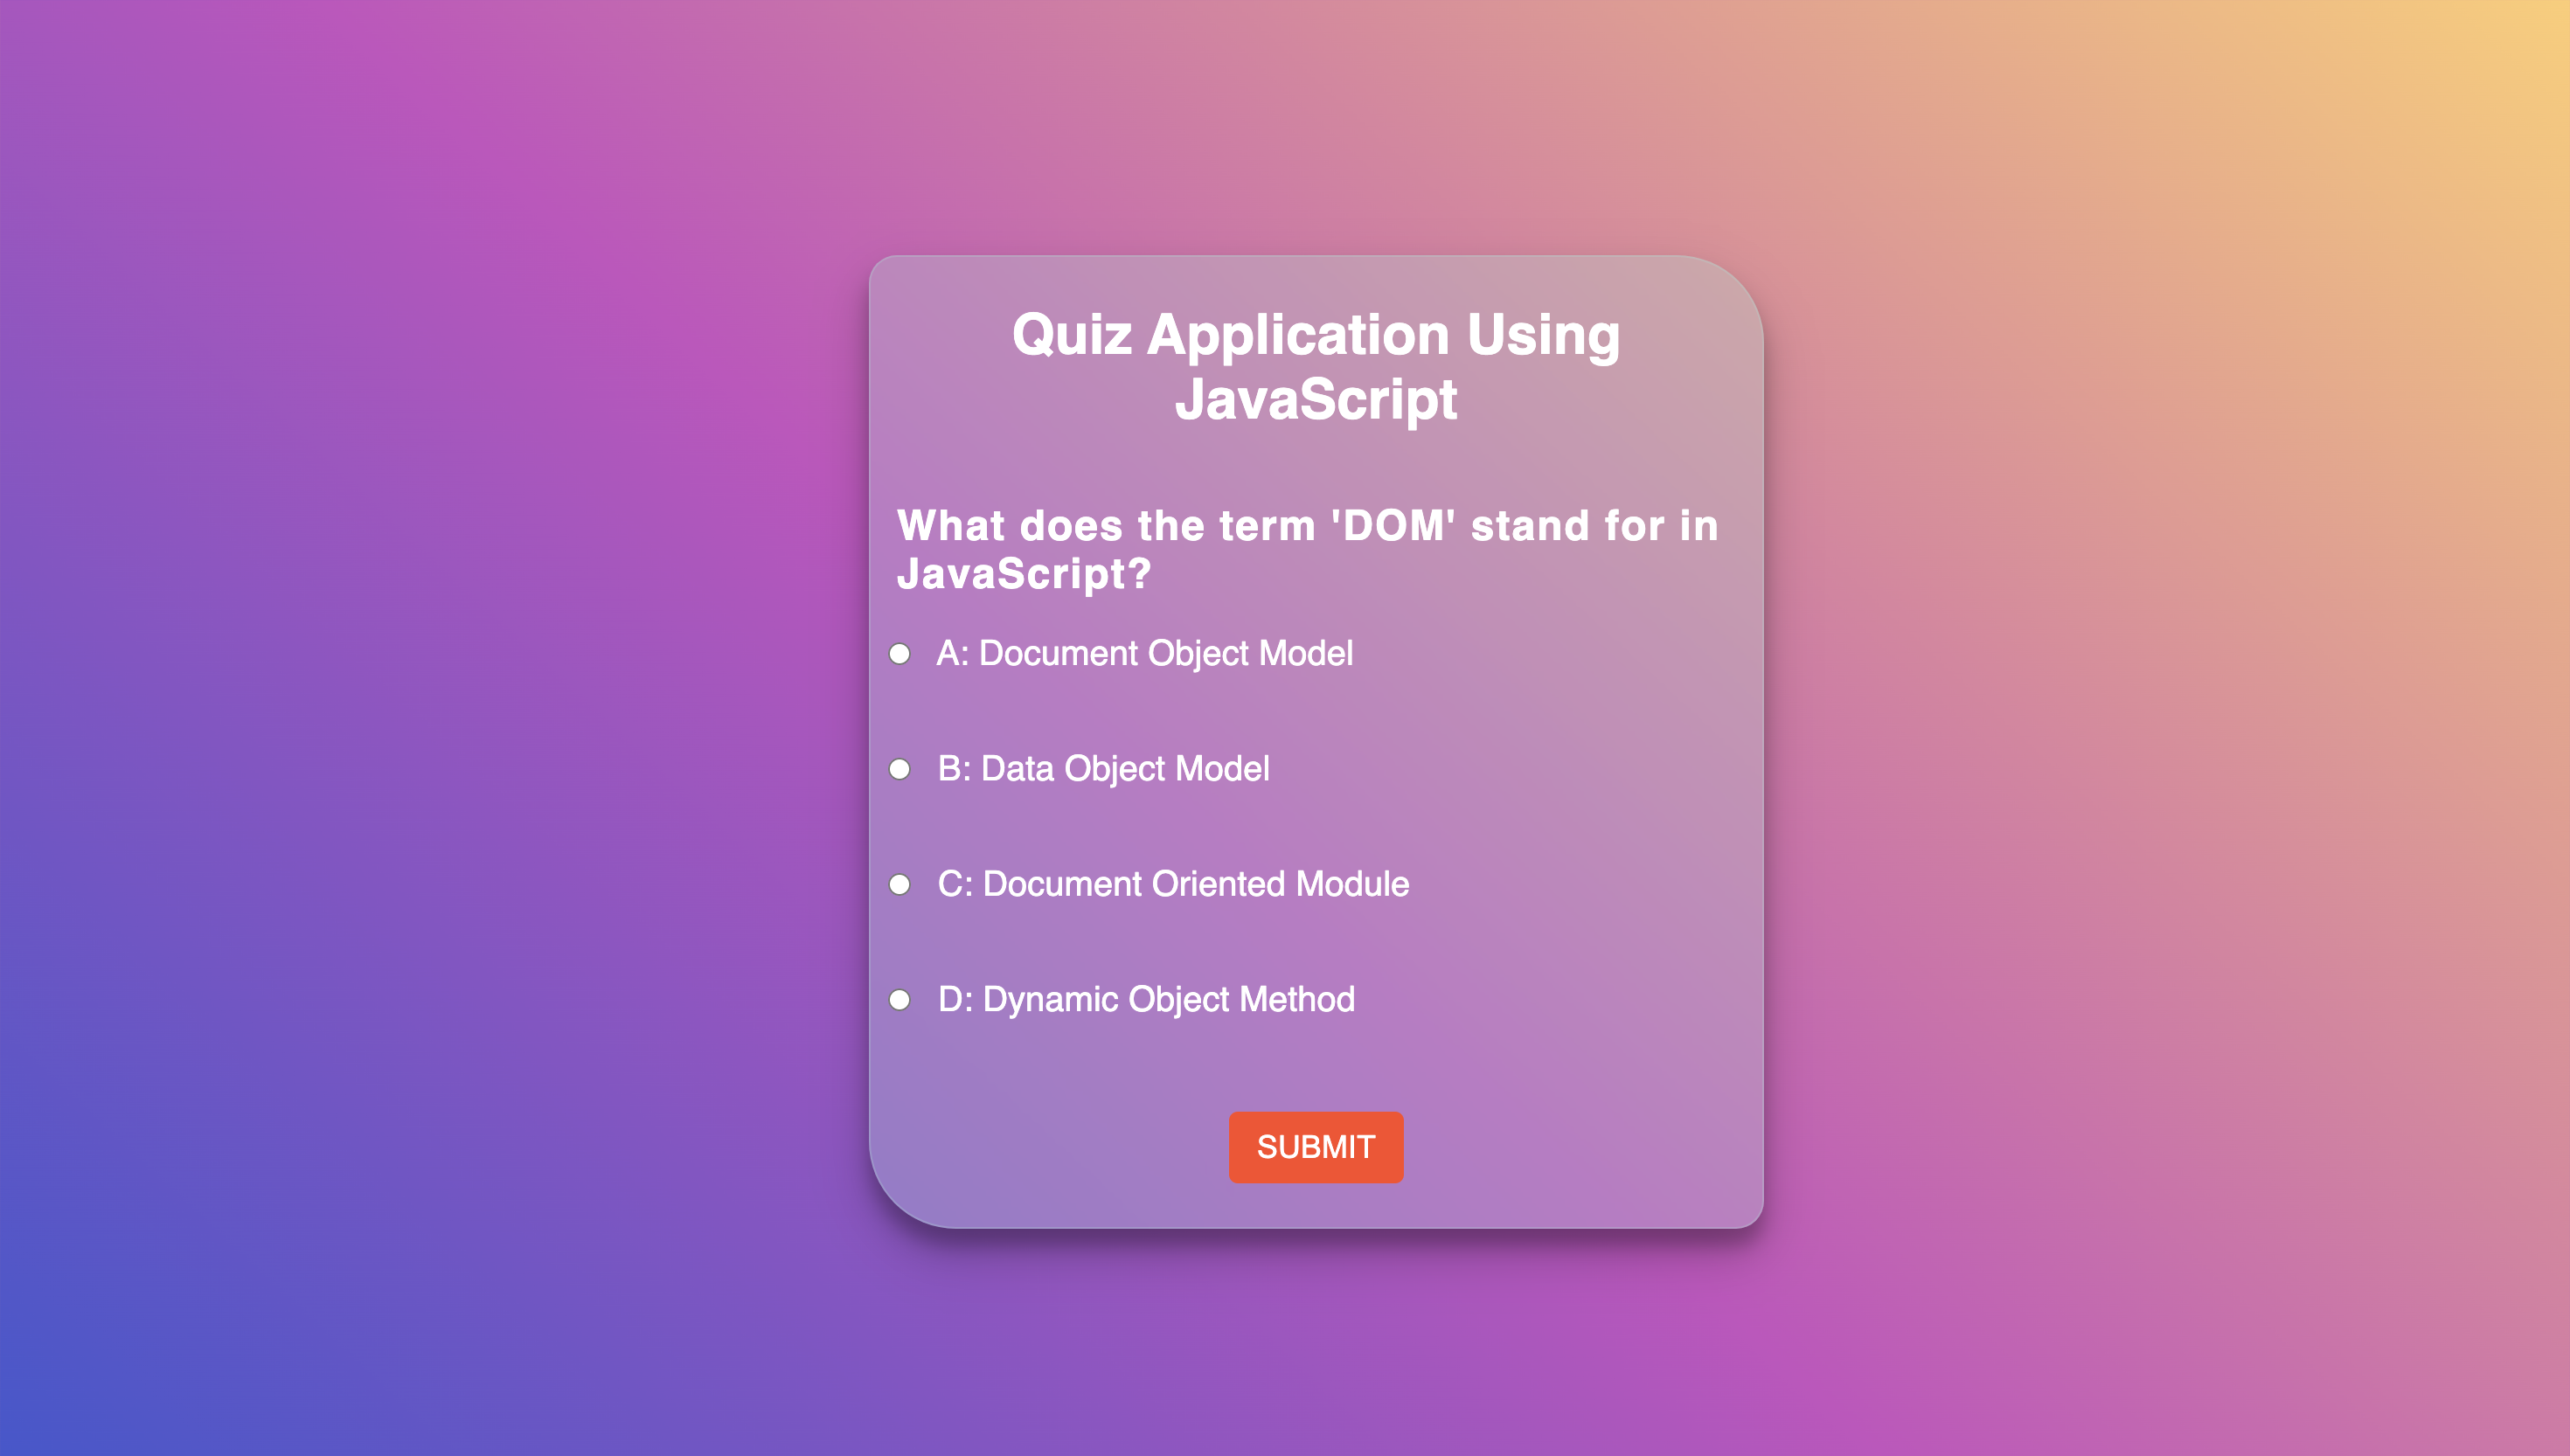 Quiz Application Using
JavaScript
What does the term 'DOM' stand for in
JavaScript?
A: Document Object Model
B: Data Object Model
C: Document Oriented Module
D: Dynamic Object Method
SUBMIT